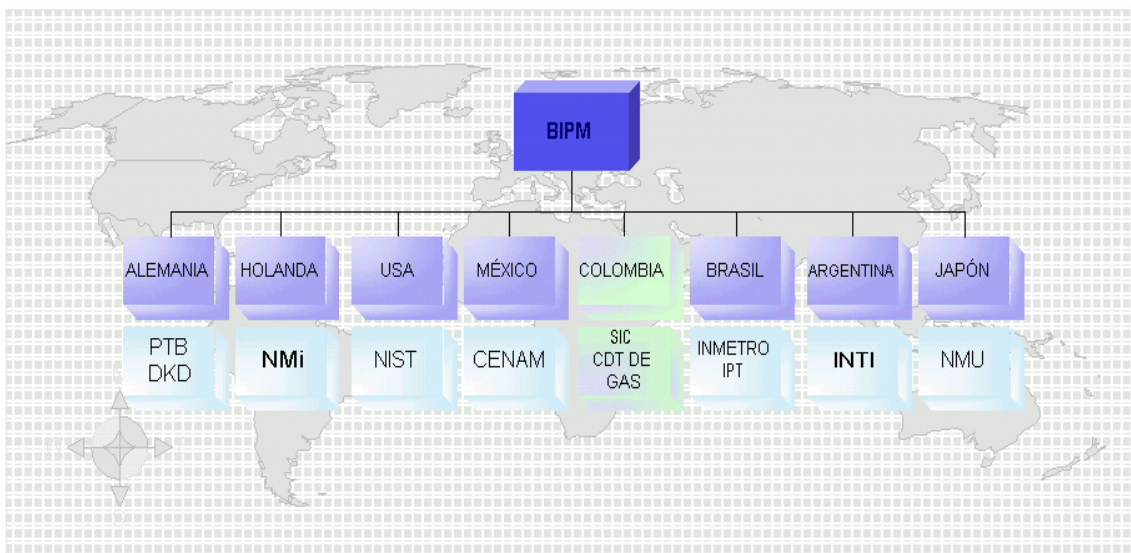 BIPM
ALEMANIA
HOLANDA
USA
MÉXICO
COLOMBIA
BRASIL
ARGENTINA
JAPÓN
PTB
DKD
NMi
NIST
CENAM
SIC
CDT DE
GAS
INMETRO
IPT
INTI
NMU